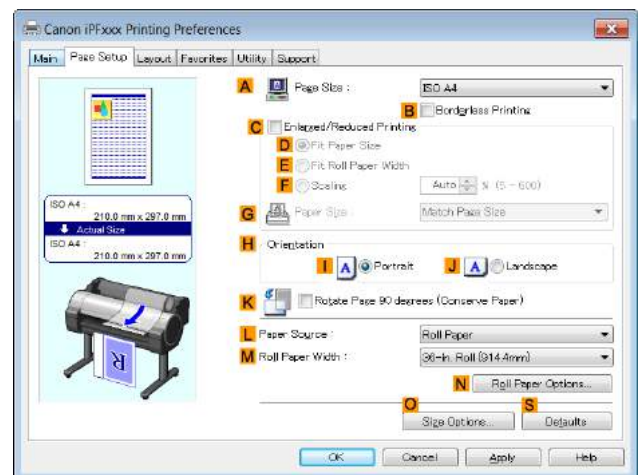 Canon iPFxxx Printing Preferences
Main Page Setup Layout Favorites Utility Support
A Page Size : ISO A4
B Borderless Printing
C Enlarged/Reduced Printing
D Fit Paper Size
E Fit Roll Paper Width
F Scaling Auto % (5 - 600)
G Paper Size : Match Page Size
ISO A4 :
210.0 mm x 297.0 mm
Actual Size
ISO A4 :
210.0 mm x 297.0 mm
H Orientation
I A Portrait J A Landscape
K Rotate Page 90 degrees (Conserve Paper)
L Paper Source : Roll Paper
M Roll Paper Width : 36-in. Roll (914.4mm)
R
N Roll Paper Options...
O S
Size Options... Defaults
OK Cancel Apply Help